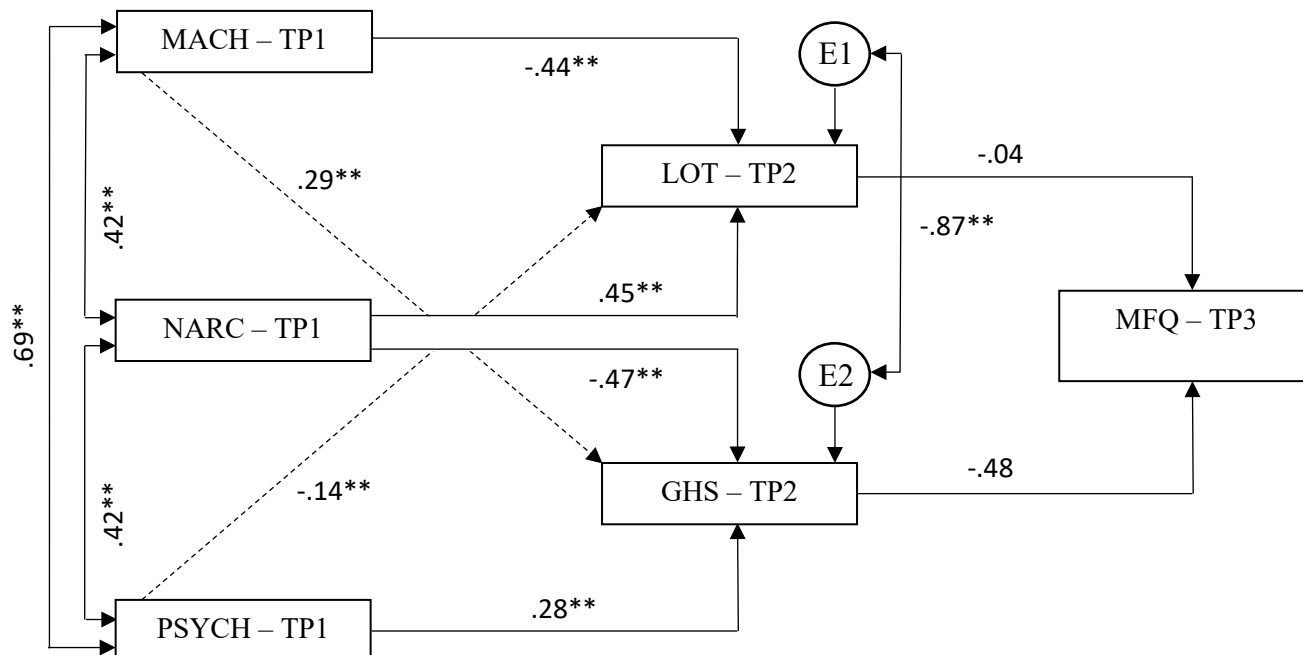 MACH – TP1
-.44**
E1
LOT – TP2
-.04
.29**
.42**
-.87**
.69**
NARC – TP1
.45**
MFQ – TP3
-.47**
E2
.42**
-.14**
GHS – TP2
-.48
PSYCH – TP1
.28**